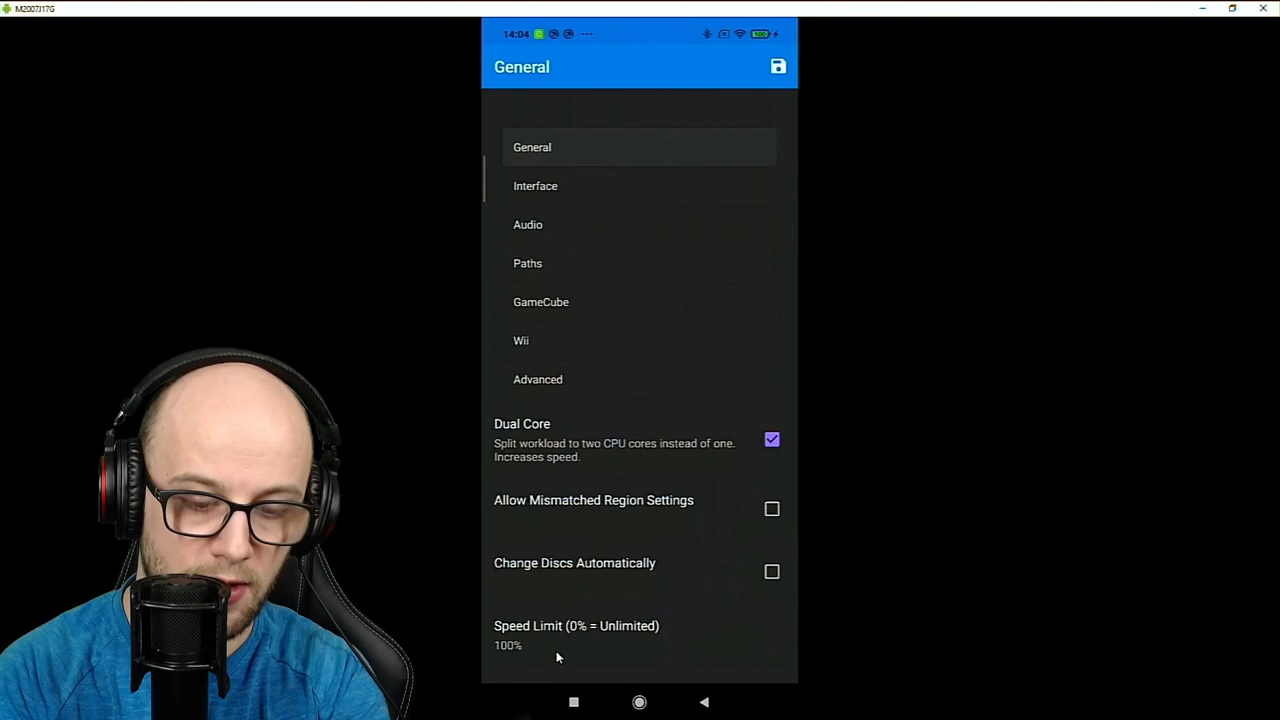 M2007J17G
14:04
General
General
Interface
Audio
Paths
GameCube
Wii
Advanced
Dual Core
Split workload to two CPU cores instead of one.
Increases speed.
Allow Mismatched Region Settings
Change Discs Automatically
Speed Limit (0% = Unlimited)
100%